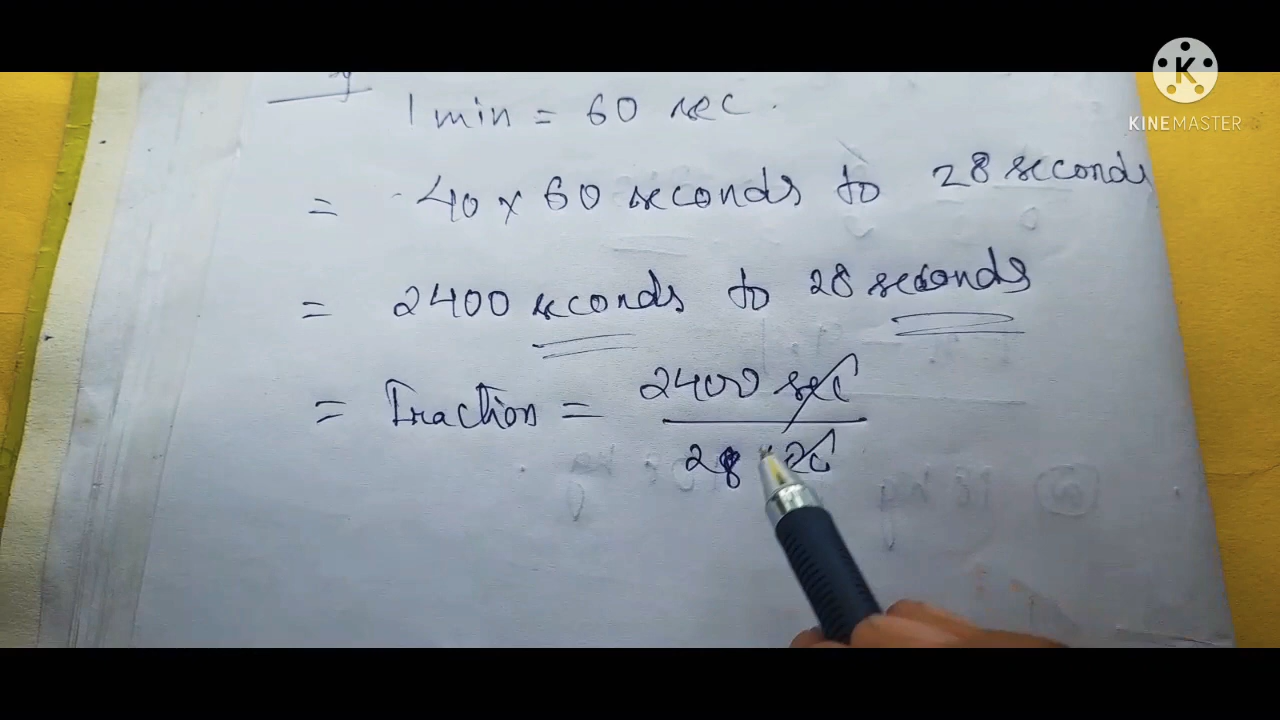 KINEMASTER
1 min = 60 sec.
= 40 x 60 seconds to 28 seconds
= 2400 seconds to 28 seconds
= Fraction = 2400 sec
28 sec